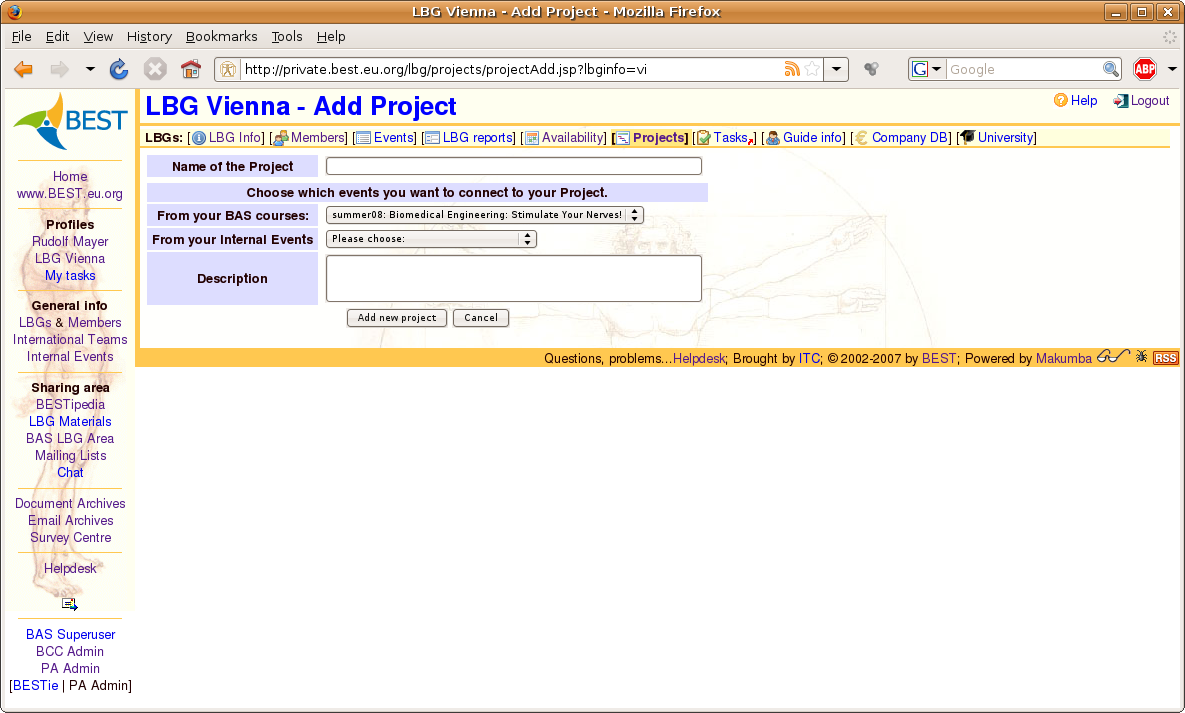 LBG Vienna - Add Project - Mozilla Firefox
File Edit View History Bookmarks Tools Help
http://private.best.eu.org/lbg/projects/projectAdd.jsp?lbginfo=vi
G Google ABP
BEST
Home
www.BEST.eu.org
Profiles
Rudolf Mayer
LBG Vienna
My tasks
General info
LBGs & Members
International Teams
Internal Events
Sharing area
BESTipedia
LBG Materials
BAS LBG Area
Mailing Lists
Chat
Document Archives
Email Archives
Survey Centre
Helpdesk
BAS Superuser
BCC Admin
PA Admin
[BESTie | PA Admin]
LBG Vienna - Add Project
Help Logout
LBGs: [LBG Info] [Members] [Events] [LBG reports] [Availability] [Projects] [Tasks] [Guide info] [Company DB] [University]
Name of the Project
Choose which events you want to connect to your Project.
From your BAS courses: summer08: Biomedical Engineering: Stimulate Your Nerves!
From your Internal Events Please choose:
Description
Add new project Cancel
Questions, problems...Helpdesk; Brought by ITC; © 2002-2007 by BEST; Powered by Makumba RSS